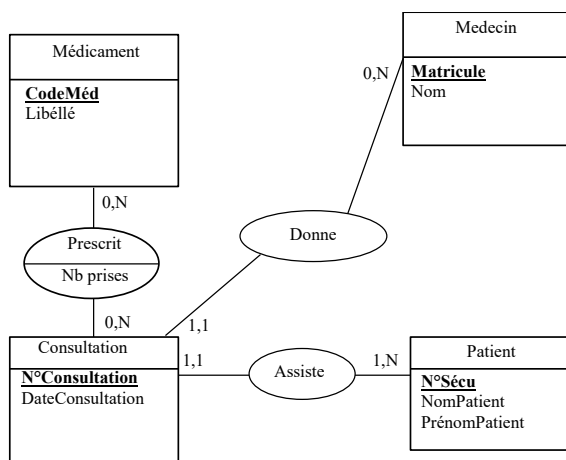 Médicament
CodeMéd
Libéllé
Medecin
Matricule
Nom
0,N
0,N
Prescrit
Nb prises
Donne
0,N
1,1
Consultation
N°Consultation
DateConsultation
1,1
Assiste
1,N
Patient
N°Sécu
NomPatient
PrénomPatient